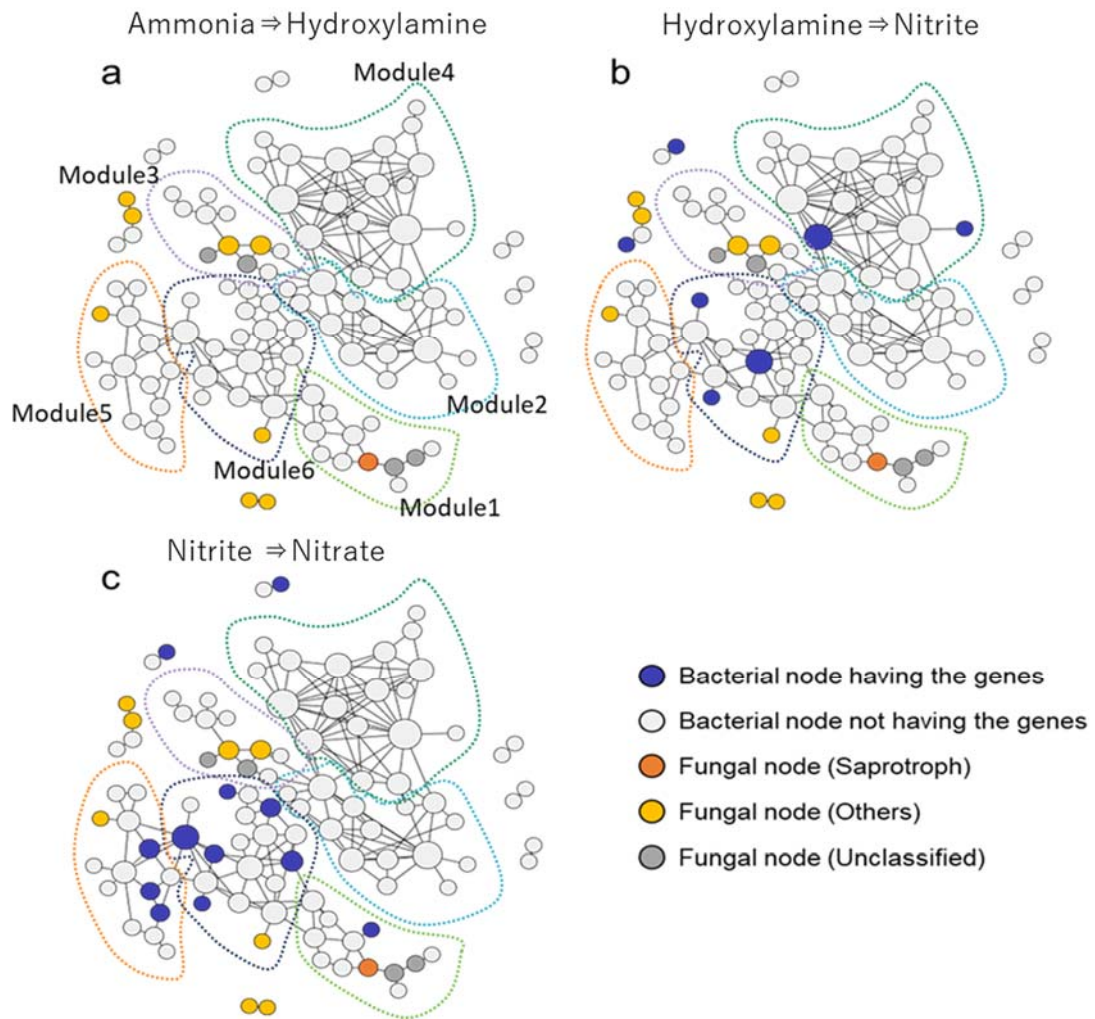 Ammonia⇒Hydroxylamine
Hydroxylamine⇒Nitrite
a
Module4
b
Module3
Module5
Module2
Module6
Module1
Nitrite ⇒Nitrate
c
Bacterial node having the genes
Bacterial node not having the genes
Fungal node (Saprotroph)
Fungal node (Others)
Fungal node (Unclassified)